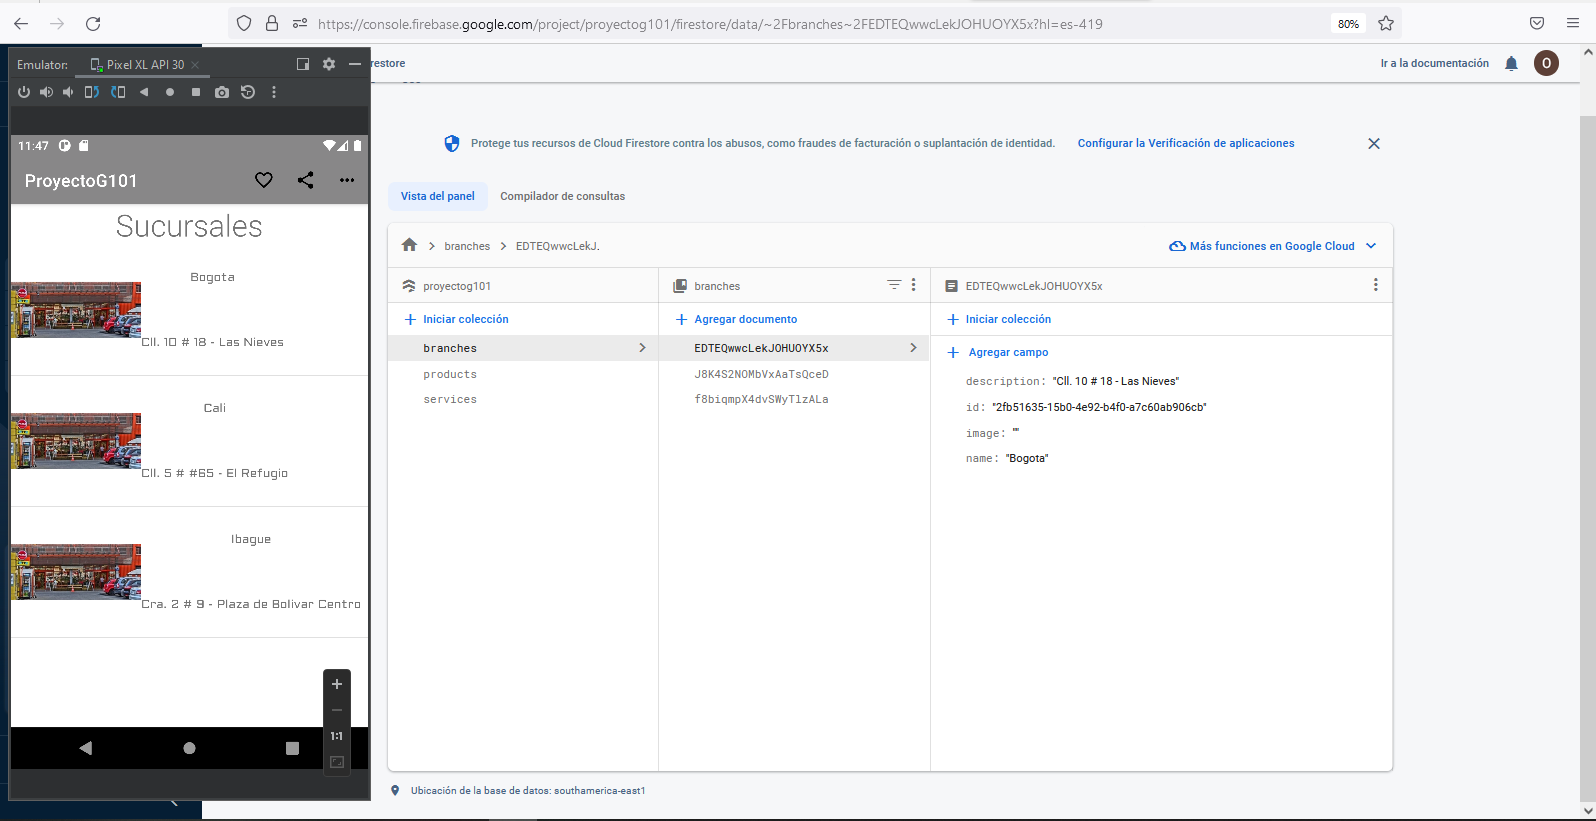 https://console.firebase.google.com/project/proyectog101/firestore/data/~2Fbranches~2FEDTEQwwcLekJOHUOYX5x?hl=es-419
80%
Emulator:
Pixel XL API 30
restore
Ir a la documentación
O
11:47
ProyectoG101
Sucursales
Bogota
Cll. 10 # 18 - Las Nieves
Cali
Cll. 5 # #65 - El Refugio
Ibague
Cra. 2 # 9 - Plaza de Bolivar Centro
1:1
Protege tus recursos de Cloud Firestore contra los abusos, como fraudes de facturación o suplantación de identidad.
Configurar la Verificación de aplicaciones
Vista del panel
Compilador de consultas
branches
EDTEQwwcLekJ.
Más funciones en Google Cloud
proyectog101
branches
EDTEQwwcLekJOHUOYX5x
Iniciar colección
Agregar documento
Iniciar colección
branches
products
services
EDTEQwwcLekJOHUOYX5x
J8K4S2NOMbVxAaTsQceD
f8biqmpX4dvSWyTlzALa
Agregar campo
description: "Cll. 10 # 18 - Las Nieves"
id: "2fb51635-15b0-4e92-b4f0-a7c60ab906cb"
image: ""
name: "Bogota"
Ubicación de la base de datos: southamerica-east1